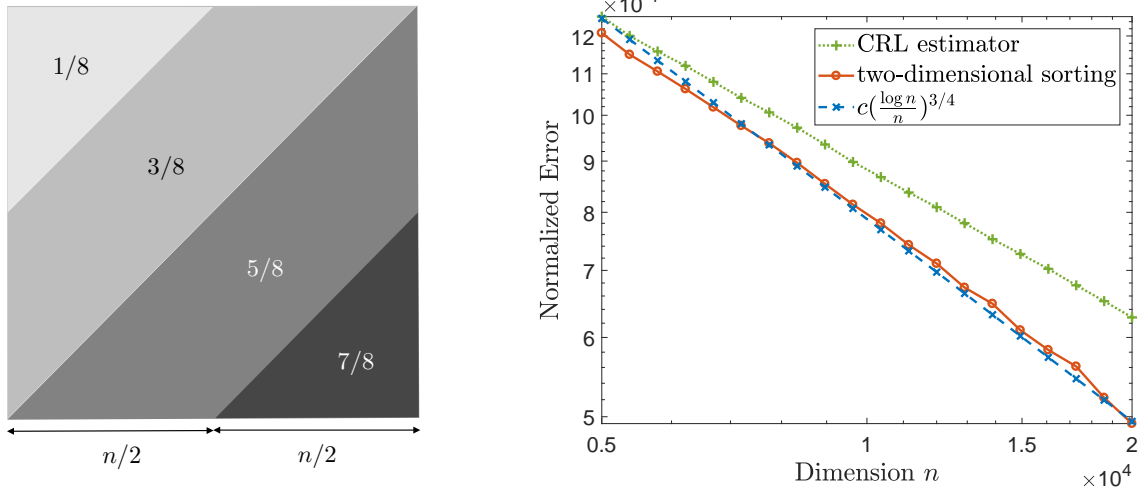 1/8
3/8
5/8
7/8
n/2
n/2
12
11
10
9
8
7
6
5
Normalized Error
CRL estimator
two-dimensional sorting
c(log n/n)^{3/4}
0.5
1
1.5
2
×10^4
Dimension n